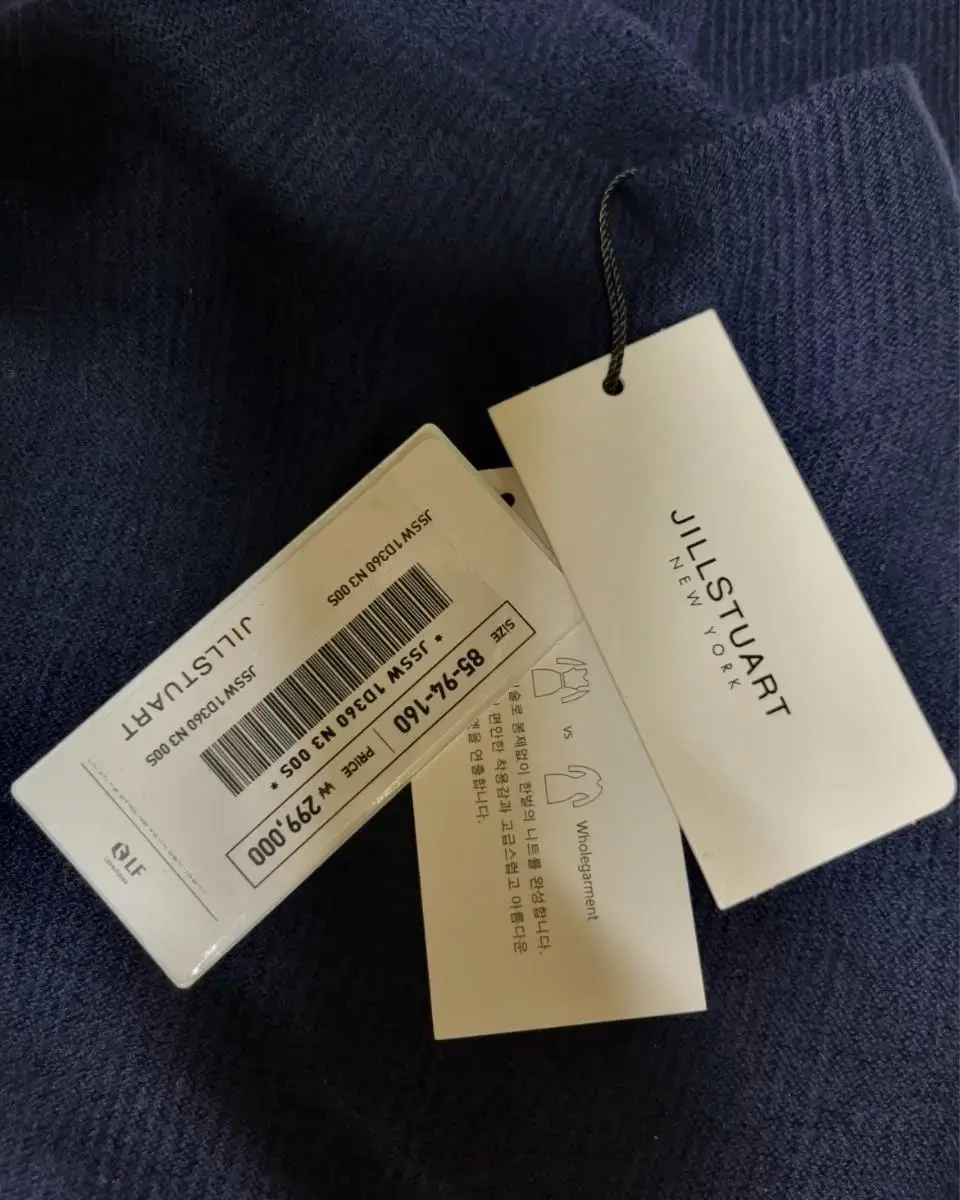 JILLSTUART
NEW YORK
JSSW 1D360 N3 00S
* JSSW 1D360 N3 00S *
SIZE
85-94-160
PRICE
₩ 299,000
JSSW 1D360 N3 00S
JILLSTUART
LF
vs
Wholegarment
봉제없이 한벌의 니트를 완성합니다.
편안한 착용감과 고급스럽고 아름다운
연출합니다.